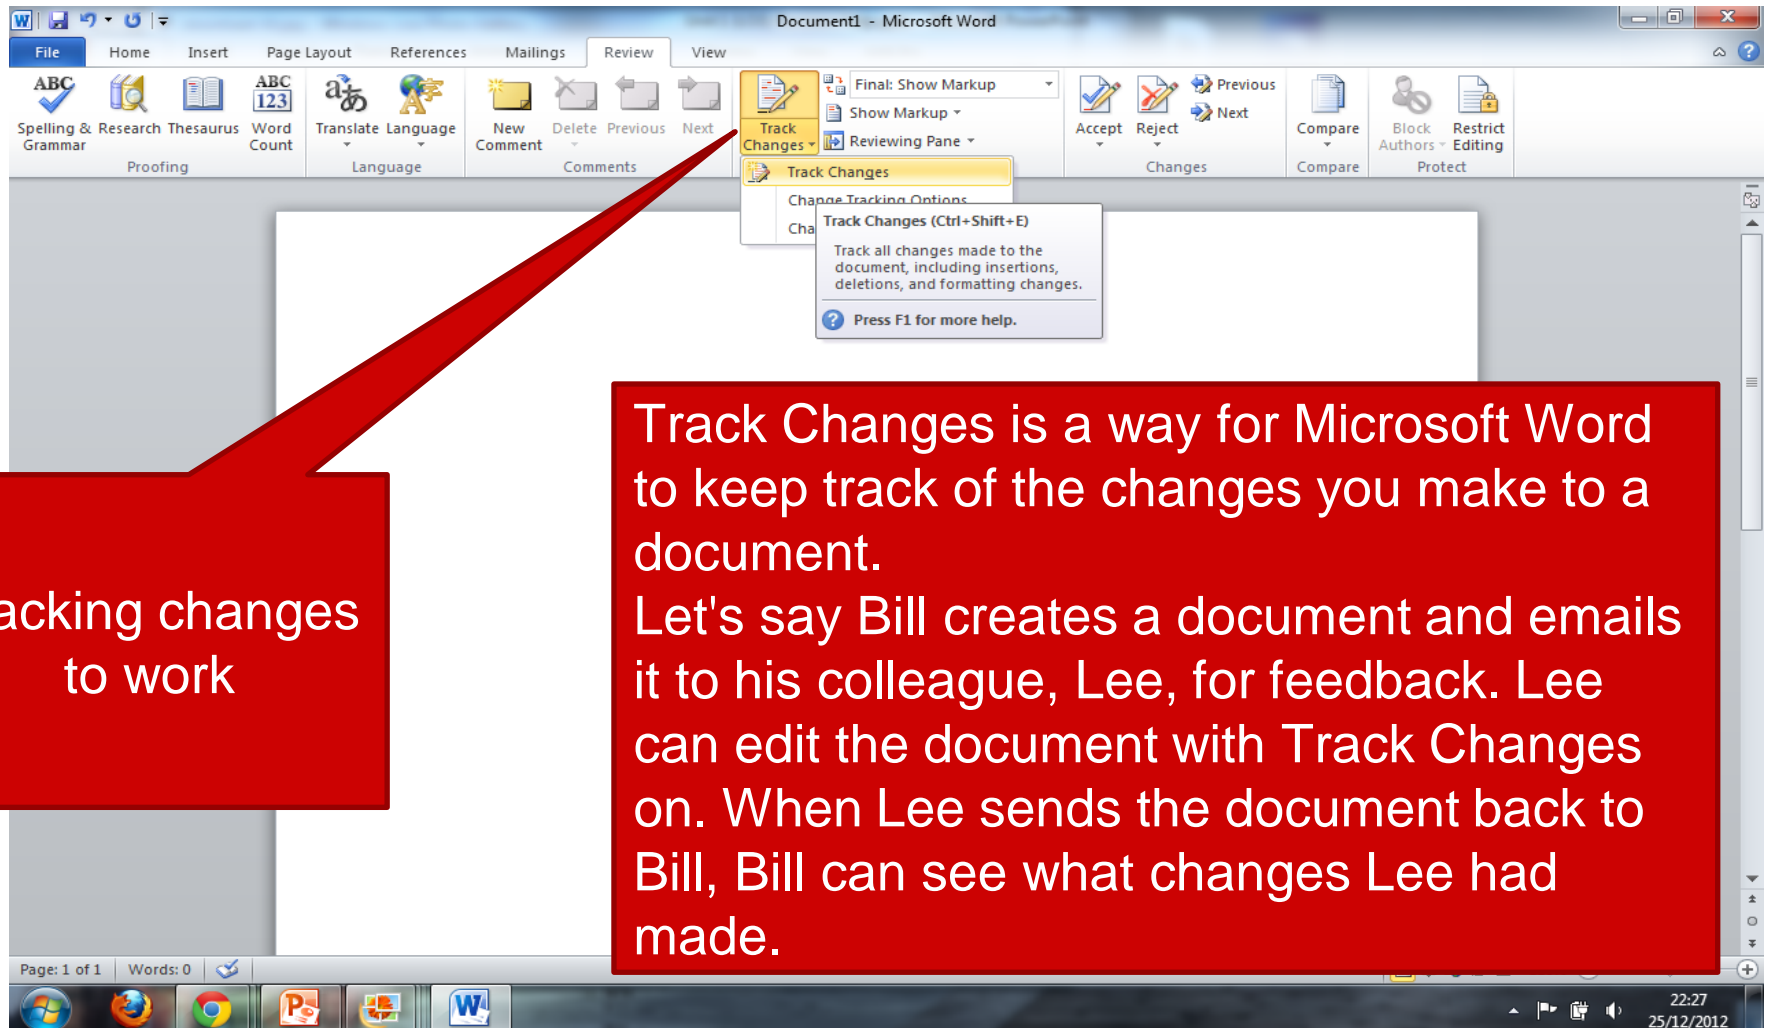 Document1 - Microsoft Word
File Home Insert Page Layout References Mailings Review View
ABC
ABC
123
Spelling & Grammar
Research
Thesaurus
Word Count
Translate
Language
New Comment
Delete
Previous
Next
Track Changes
Final: Show Markup
Show Markup
Reviewing Pane
Accept
Reject
Previous
Next
Compare
Block Authors
Restrict Editing
Proofing
Language
Comments
Changes
Compare
Protect
Track Changes
Change Tracking Options
Track Changes (Ctrl+Shift+E)
Track all changes made to the
document, including insertions,
deletions, and formatting changes.
Press F1 for more help.
changes
to work
Track Changes is a way for Microsoft Word
to keep track of the changes you make to a
document.
Let's say Bill creates a document and emails
it to his colleague, Lee, for feedback. Lee
can edit the document with Track Changes
on. When Lee sends the document back to
Bill, Bill can see what changes Lee had
made.
Page: 1 of 1 Words: 0
22:27
25/12/2012